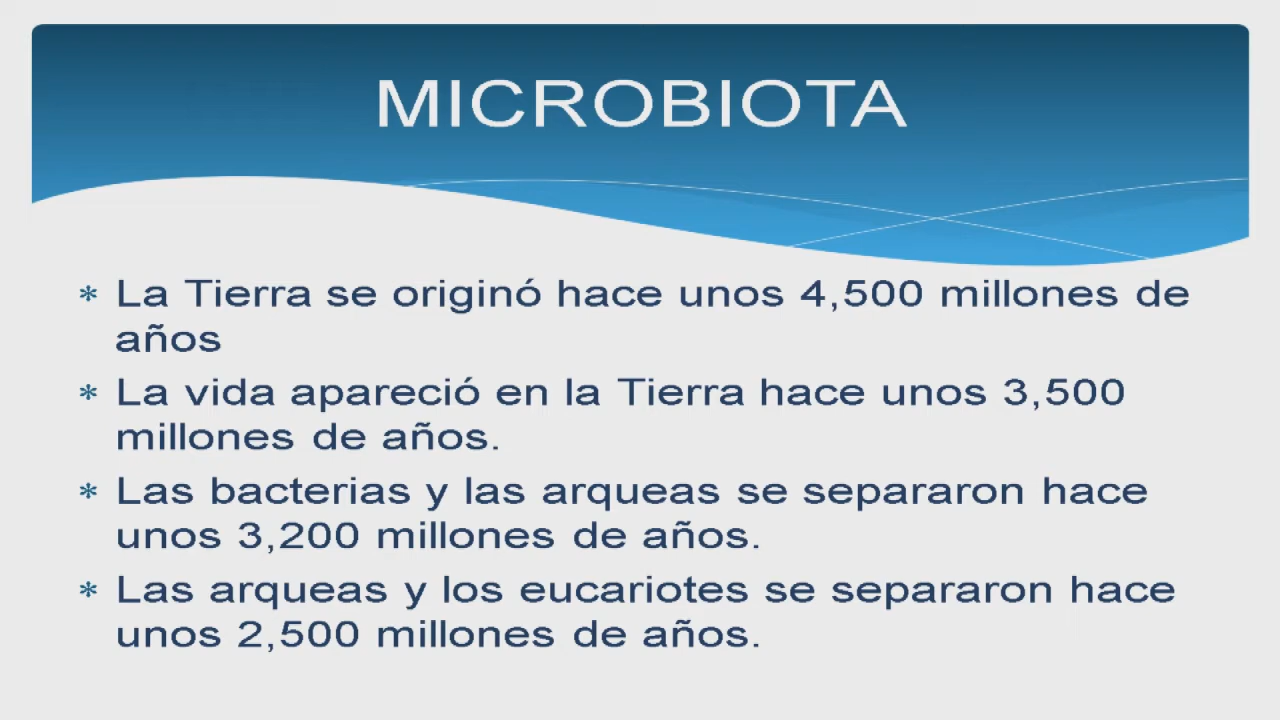 MICROBIOTA
* La Tierra se originó hace unos 4,500 millones de
años
* La vida apareció en la Tierra hace unos 3,500
millones de años.
* Las bacterias y las arqueas se separaron hace
unos 3,200 millones de años.
* Las arqueas y los eucariotes se separaron hace
unos 2,500 millones de años.